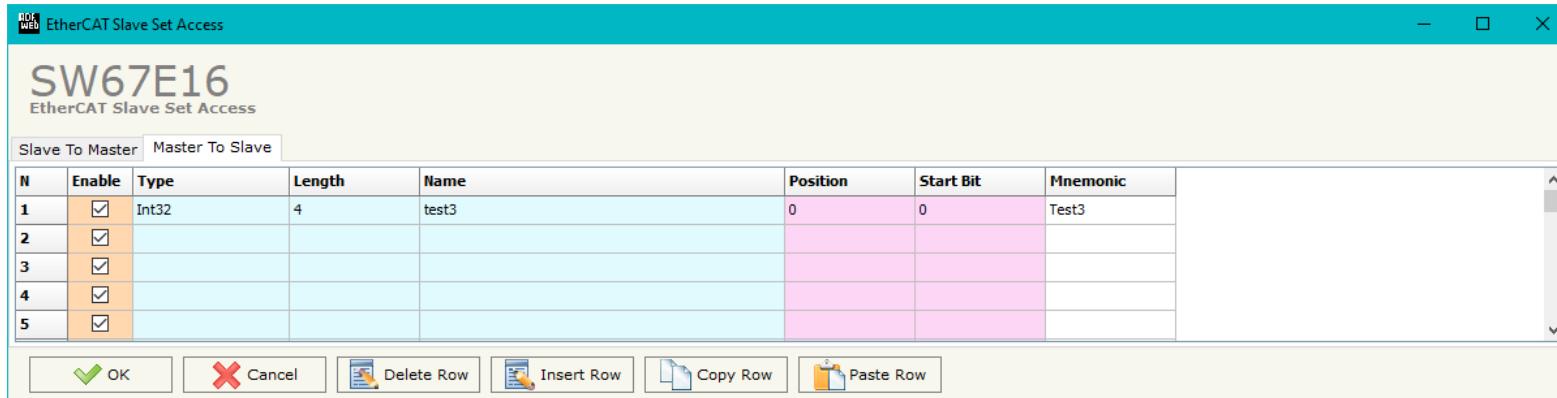 ADF WEB EtherCAT Slave Set Access
SW67E16
EtherCAT Slave Set Access
Slave To Master Master To Slave
N Enable Type Length Name Position Start Bit Mnemonic
1 Int32 4 test3 0 0 Test3
2
3
4
5
OK Cancel Delete Row Insert Row Copy Row Paste Row